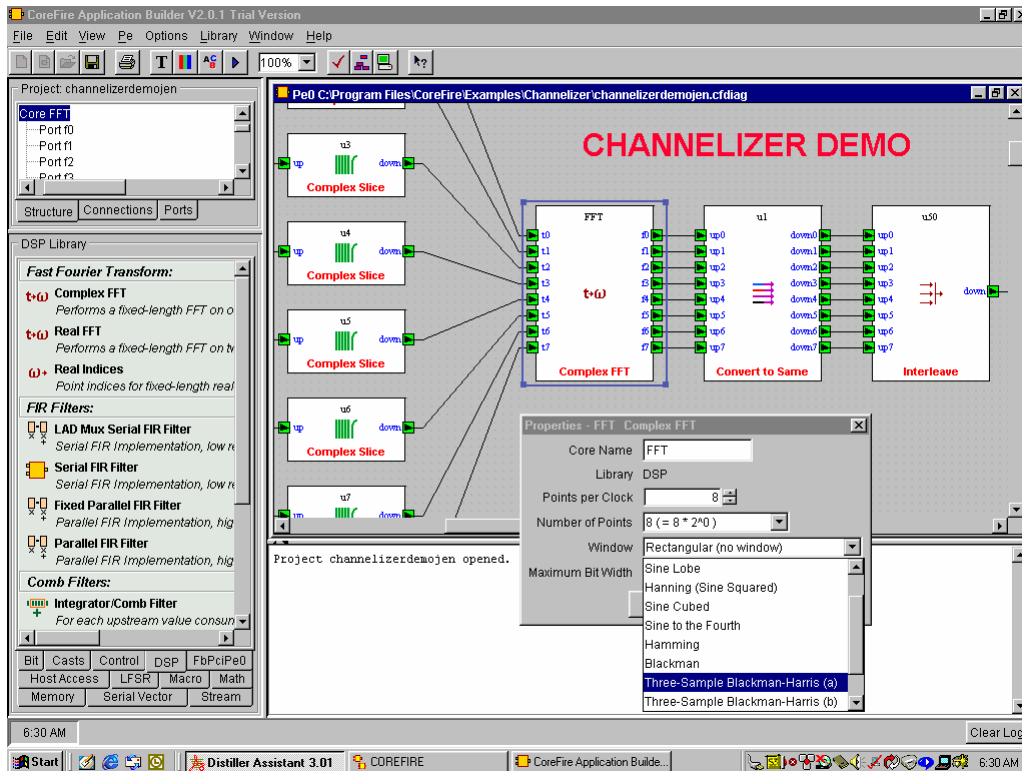 CoreFire Application Builder V2.0.1 Trial Version
File Edit View Pe Options Library Window Help
T
100%
Project: channelizerdemojen
Core FFT
Port f0
Port f1
Port f2
Port f3
Structure Connections Ports
DSP Library
Fast Fourier Transform:
t→ω Complex FFT
Performs a fixed-length FFT on o
t→ω Real FFT
Performs a fixed-length FFT on tv
ω→ Real Indices
Point indices for fixed-length real
FIR Filters:
LAD Mux Serial FIR Filter
Serial FIR Implementation, low re
Serial FIR Filter
Serial FIR Implementation, low re
Fixed Parallel FIR Filter
Parallel FIR Implementation, hig
Parallel FIR Filter
Parallel FIR Implementation, hig
Comb Filters:
Integrator/Comb Filter
For each upstream value consun
Bit Casts Control DSP FbPciPe0
Host Access LFSR Macro Math
Memory Serial Vector Stream
Pe0 C:\Program Files\CoreFire\Examples\Channelizer\channelizerdemojen.cfdiag
CHANNELIZER DEMO
Complex Slice
u3
up down
Complex Slice
u4
up down
Complex Slice
u5
up down
Complex Slice
u6
up down
Complex Slice
u7
up down
FFT
t0 f0
t1 f1
t2 f2
t3 f3
t4 f4
t5 f5
t6 f6
t7 f7
t→ω
Complex FFT
u1
up0 down0
up1 down1
up2 down2
up3 down3
up4 down4
up5 down5
up6 down6
up7 down7
Convert to Same
u50
up0
up1
up2
up3 down
up4
up5
up6
up7
Interleave
Project channelizerdemojen opened.
Properties - FFT Complex FFT
Core Name FFT
Library DSP
Points per Clock 8
Number of Points 8 ( = 8 * 2^0 )
Window Rectangular (no window)
Maximum Bit Width
Sine Lobe
Hanning (Sine Squared)
Sine Cubed
Sine to the Fourth
Hamming
Blackman
Three-Sample Blackman-Harris (a)
Three-Sample Blackman-Harris (b)
6:30 AM
Clear Log
Start
Distiller Assistant 3.01
COREFIRE
CoreFire Application Builde...
6:30 AM